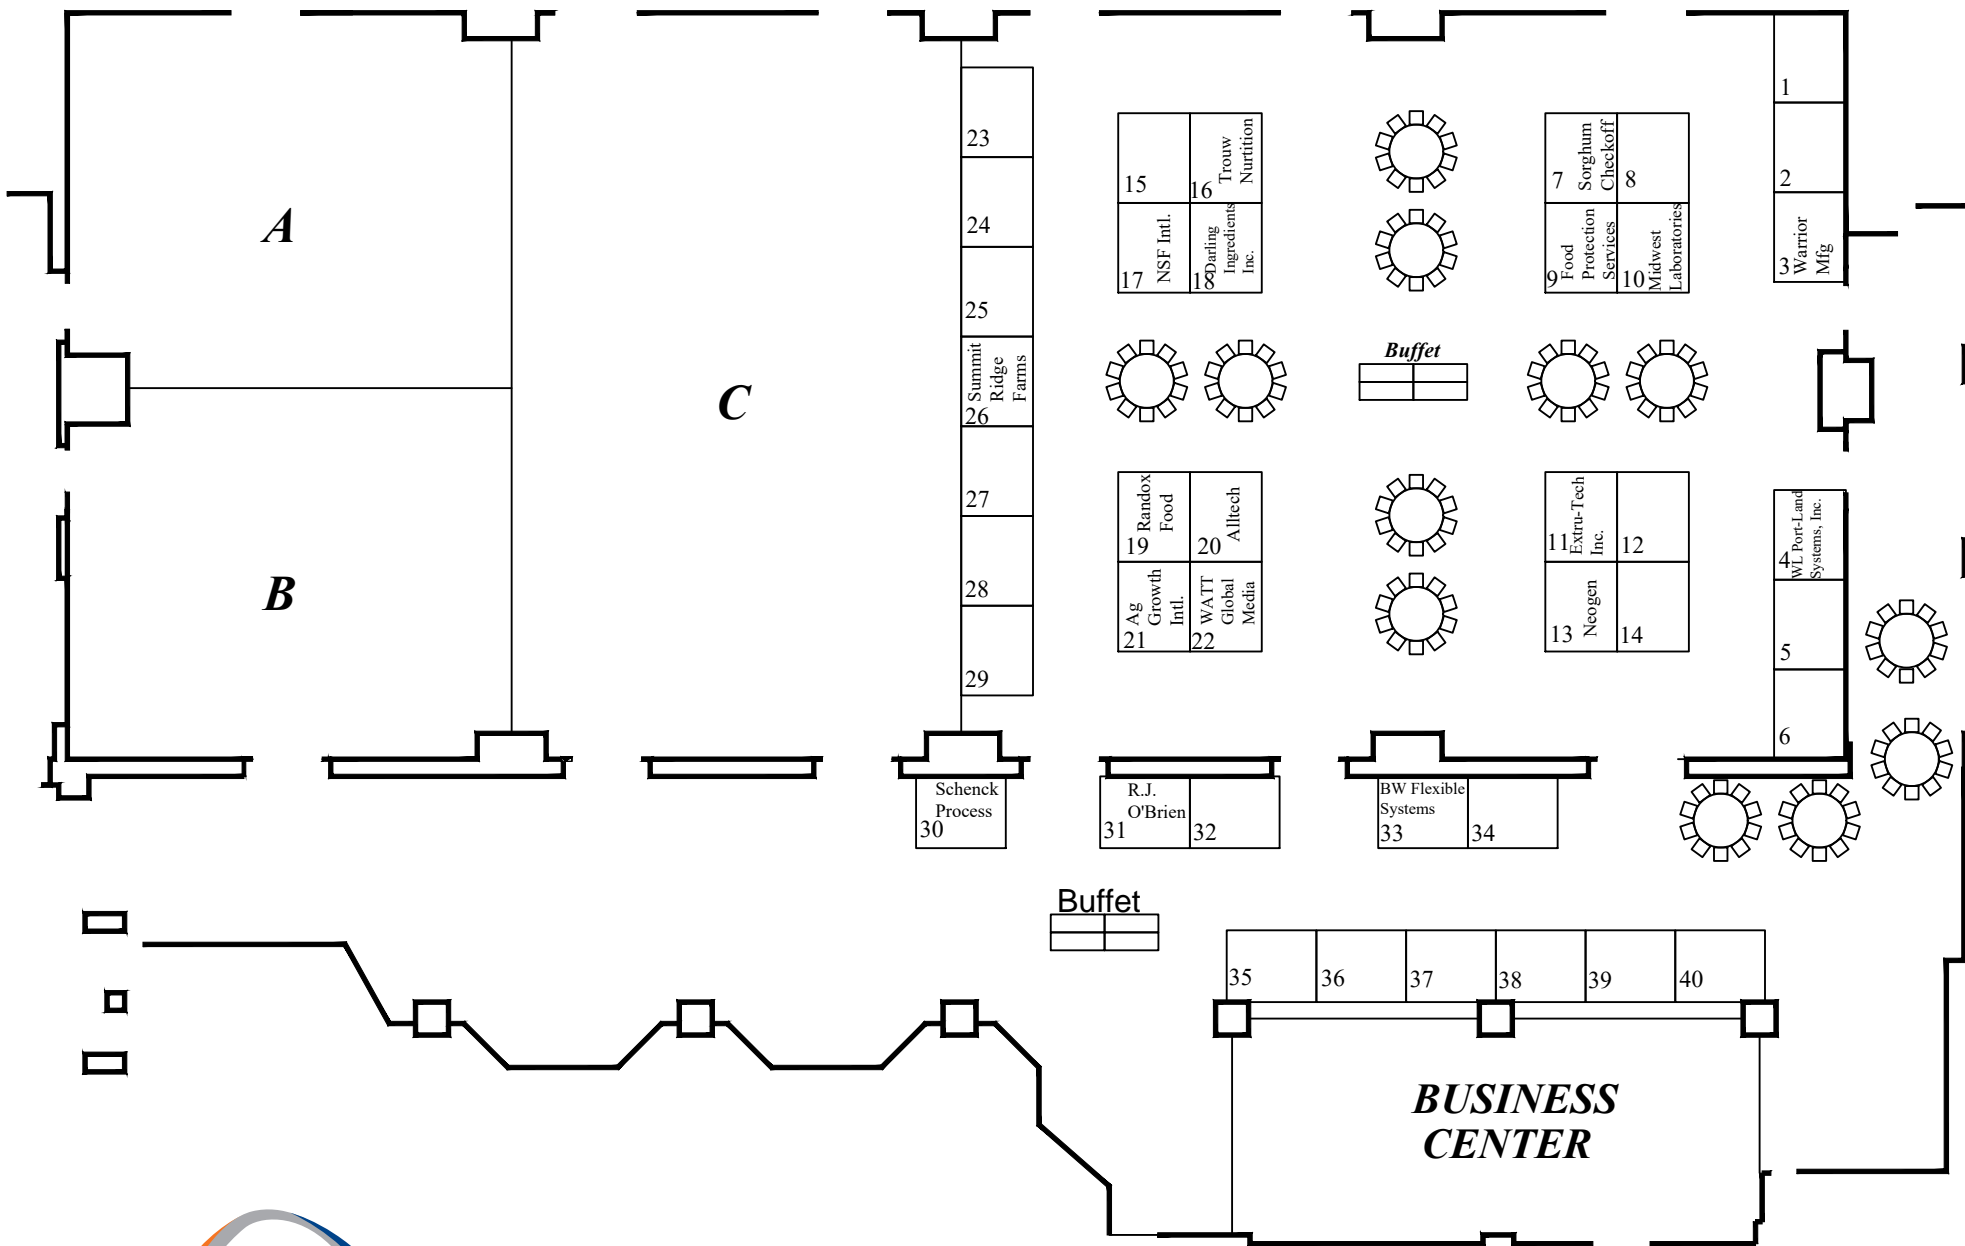 A
B
C
23
24
25
Summit
Ridge
Farms
26
27
28
29
15
Trouw
Nurtition
16
NSF Intl.
17
Darling
Ingredients
Inc.
18
Sorghum
Checkoff
7
8
Food
Protection
Services
9
Midwest
Laboratories
10
1
2
Warrior
Mfg
3
Buffet
Randox
Food
19
Alltech
20
Ag
Growth
Intl.
21
WATT
Global
Media
22
Extru-Tech
Inc.
11
12
Neogen
13
14
WL Port-Land
Systems, Inc.
4
5
6
Schenck
Process
30
R.J.
O'Brien
31
32
BW Flexible
Systems
33
34
Buffet
35
36
37
38
39
40
BUSINESS
CENTER